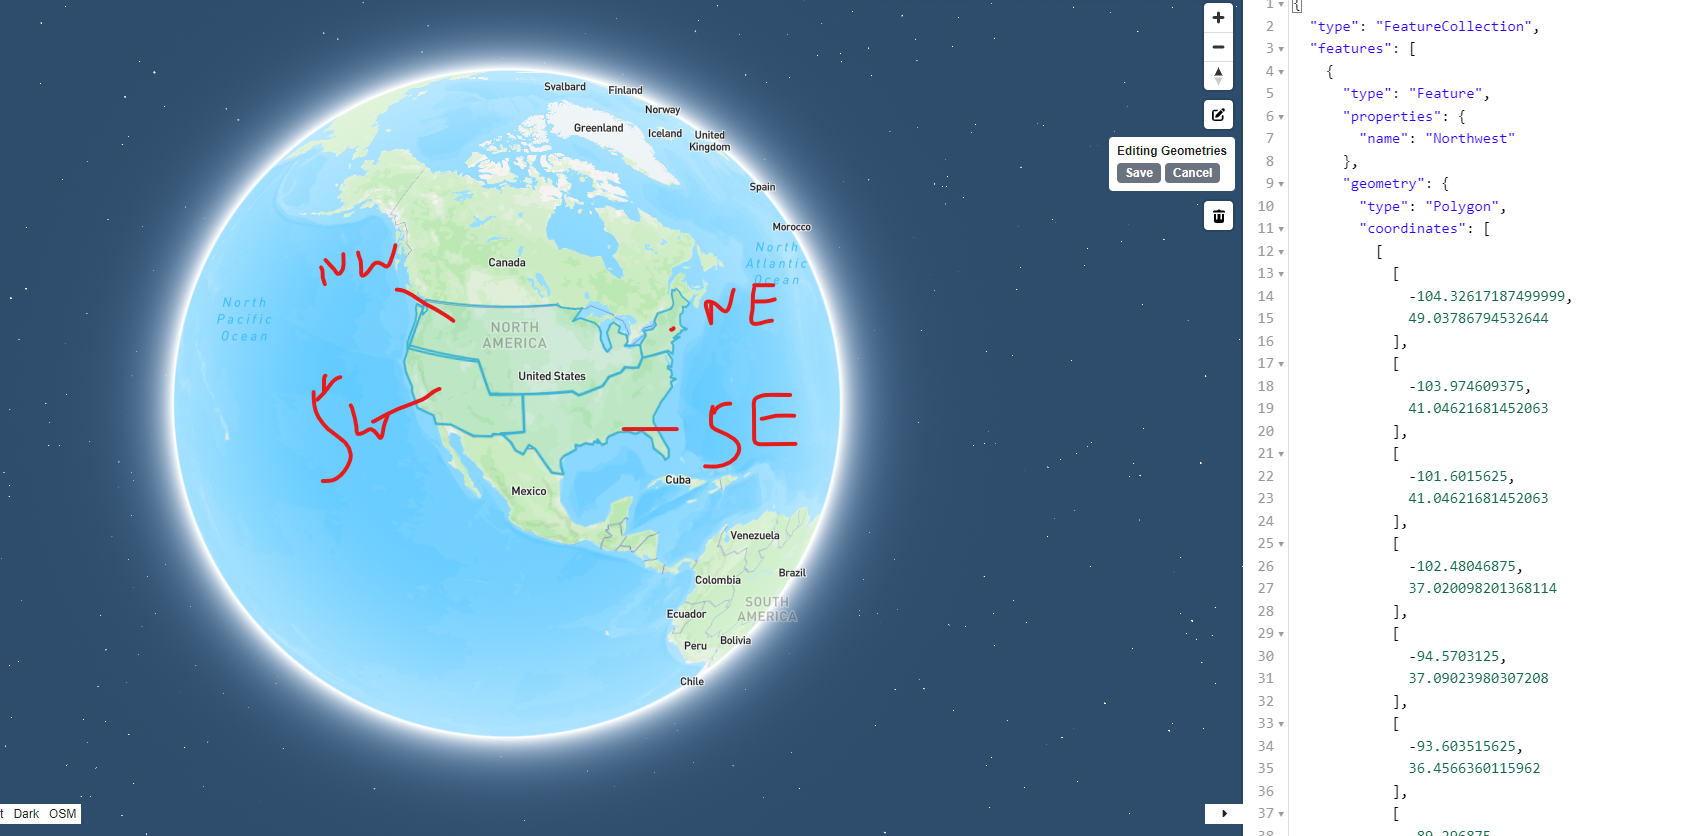 Svalbard
Finland
Norway
Greenland
Iceland
United
Kingdom
Spain
Morocco
North
Atlantic
Ocean
NW
Canada
North
Pacific
Ocean
NE
NORTH
AMERICA
United States
SW
SE
Cuba
Mexico
Venezuela
Colombia
Brazil
SOUTH
AMERICA
Ecuador
Peru
Bolivia
Chile
Editing Geometries
Save Cancel
t Dark OSM
1 {
2 "type": "FeatureCollection",
3 "features": [
4 {
5 "type": "Feature",
6 "properties": {
7 "name": "Northwest"
8 },
9 "geometry": {
10 "type": "Polygon",
11 "coordinates": [
12 [
13 [
14 -104.32617187499999,
15 49.03786794532644
16 ],
17 [
18 -103.974609375,
19 41.04621681452063
20 ],
21 [
22 -101.6015625,
23 41.04621681452063
24 ],
25 [
26 -102.48046875,
27 37.020098201368114
28 ],
29 [
30 -94.5703125,
31 37.09023980307208
32 ],
33 [
34 -93.603515625,
35 36.4566360115962
36 ],
37 [
38 -89.296875